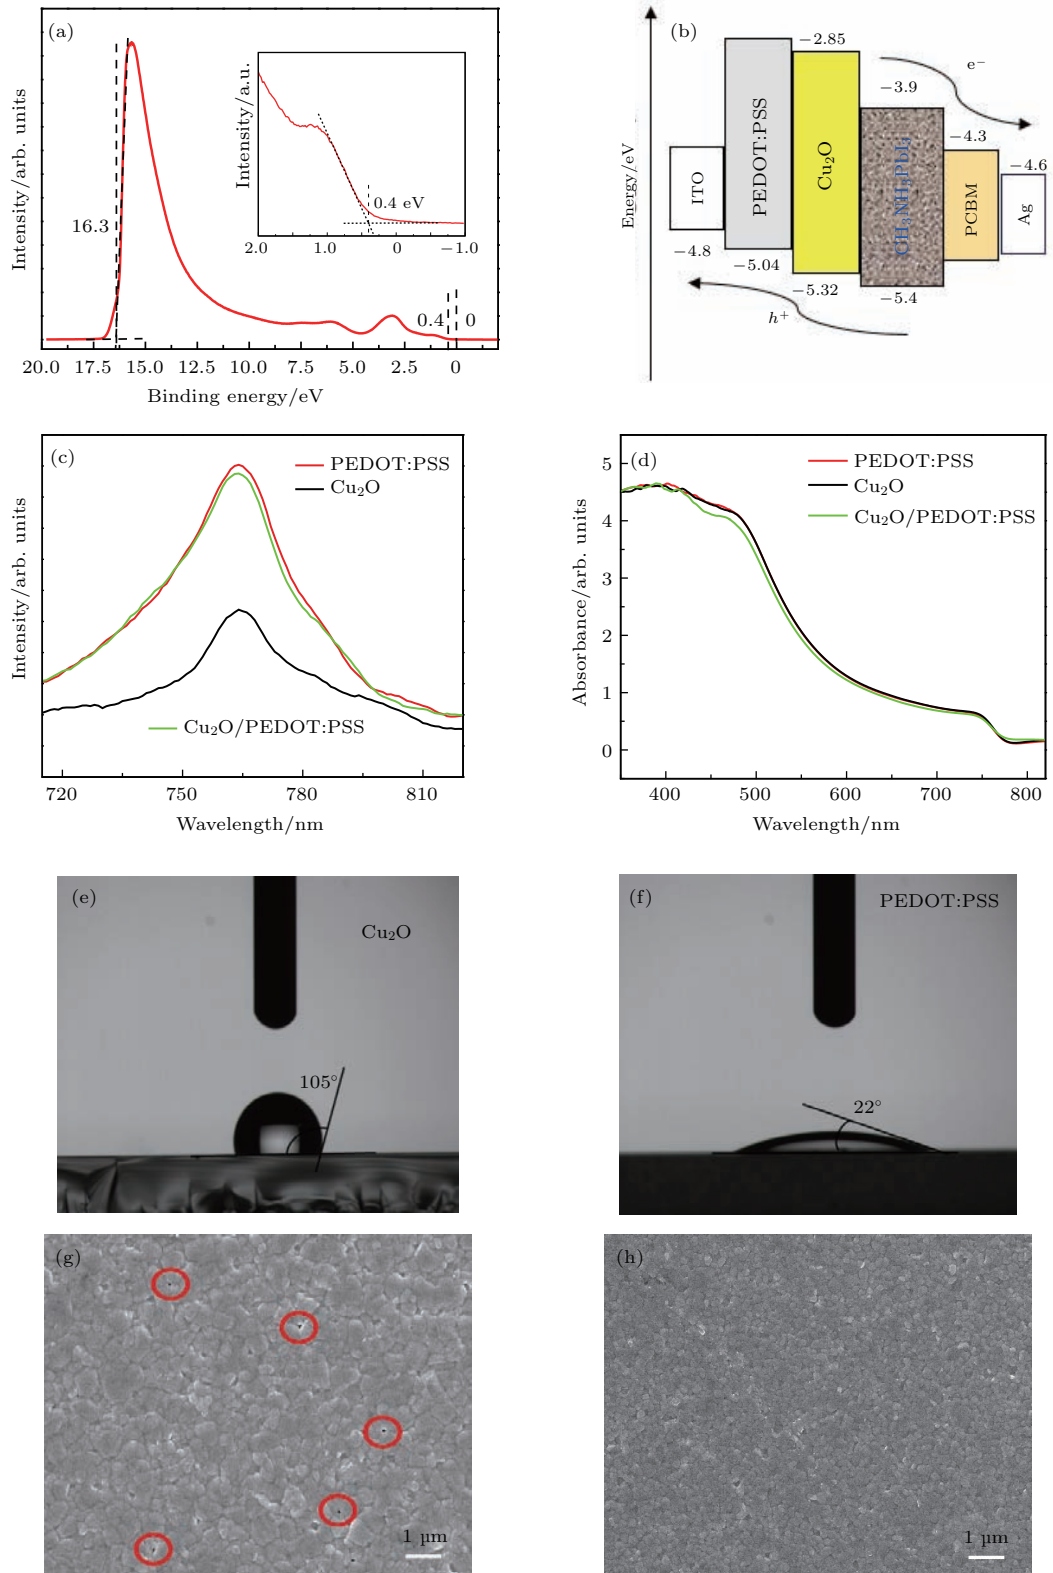 (a)
Intensity/arb. units
16.3
0.4
0
20.0 17.5 15.0 12.5 10.0 7.5 5.0 2.5 0
Binding energy/eV
Intensity/a.u.
0.4 eV
2.0 1.0 0 -1.0
(b)
Energy/eV
ITO
PEDOT:PSS
Cu₂O
CH₃NH₃PbI₃
PCBM
Ag
-2.85
-3.9
-4.3
-4.6
-4.8
-5.04
-5.32
-5.4
e⁻
h⁺
(c)
Intensity/arb. units
PEDOT:PSS
Cu₂O
Cu₂O/PEDOT:PSS
720 750 780 810
Wavelength/nm
(d)
Absorbance/arb. units
PEDOT:PSS
Cu₂O
Cu₂O/PEDOT:PSS
5
4
3
2
1
0
400 500 600 700 800
Wavelength/nm
(e)
Cu₂O
105°
(f)
PEDOT:PSS
22°
(g)
1 µm
(h)
1 µm